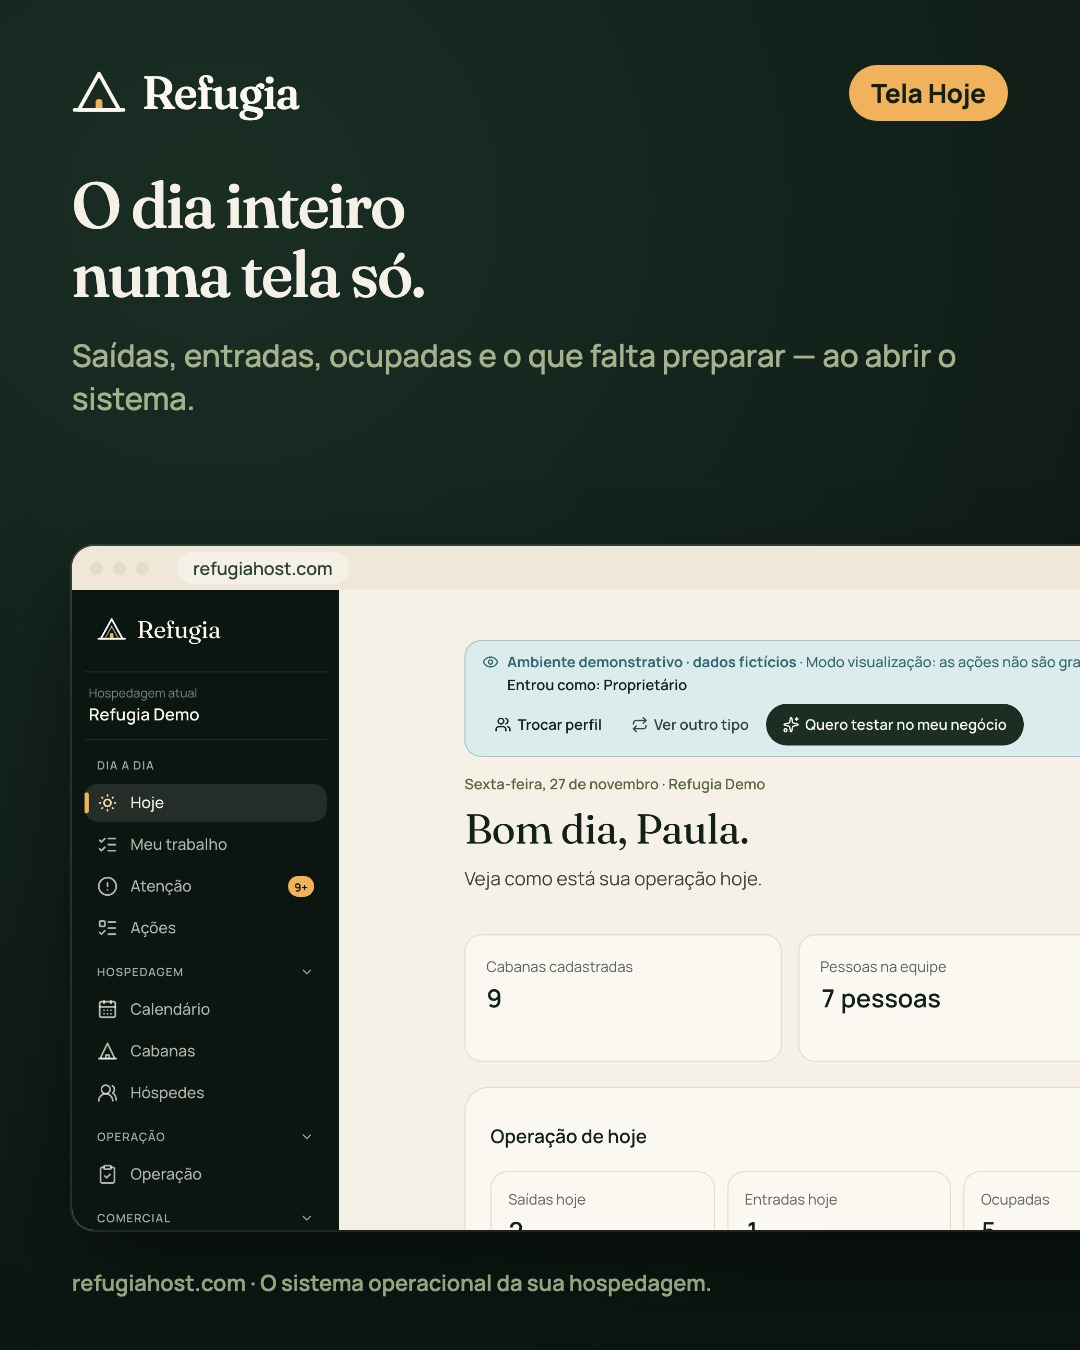 Refugia
Tela Hoje
O dia inteiro
numa tela só.
Saídas, entradas, ocupadas e o que falta preparar — ao abrir o
sistema.
refugiahost.com
Refugia
Hospedagem atual
Refugia Demo
DIA A DIA
Hoje
Meu trabalho
Atenção
9+
Ações
HOSPEDAGEM
Calendário
Cabanas
Hóspedes
OPERAÇÃO
Operação
COMERCIAL
Ambiente demonstrativo · dados fictícios · Modo visualização: as ações não são gra
Entrou como: Proprietário
Trocar perfil
Ver outro tipo
Quero testar no meu negócio
Sexta-feira, 27 de novembro · Refugia Demo
Bom dia, Paula.
Veja como está sua operação hoje.
Cabanas cadastradas
9
Pessoas na equipe
7 pessoas
Operação de hoje
Saídas hoje
Entradas hoje
Ocupadas
refugiahost.com · O sistema operacional da sua hospedagem.